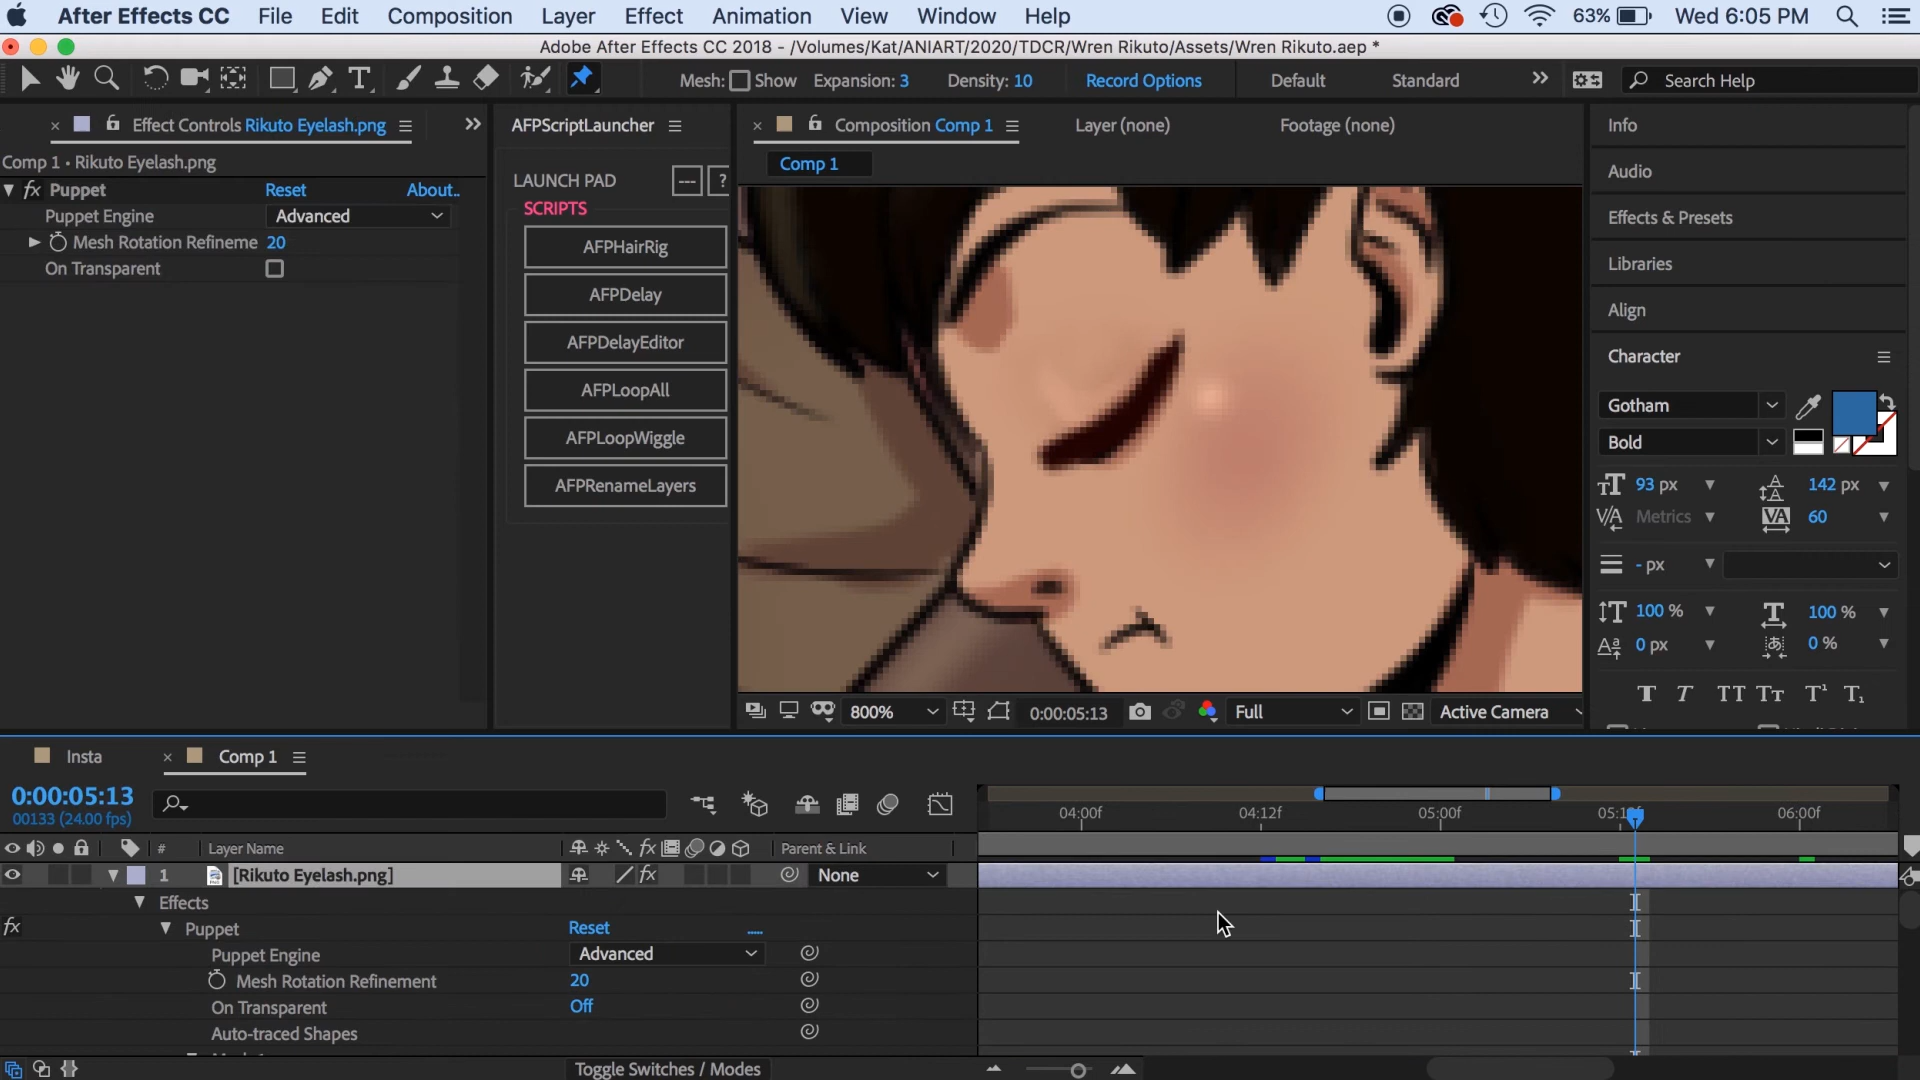 After Effects CC File Edit Composition Layer Effect Animation View Window Help 63% Wed 6:05 PM
Adobe After Effects CC 2018 - /Volumes/Kat/ANIART/2020/TDCR/Wren Rikuto/Assets/Wren Rikuto.aep *
Mesh: Show Expansion: 3 Density: 10 Record Options Default Standard Search Help
Effect Controls Rikuto Eyelash.png
Comp 1 • Rikuto Eyelash.png
fx Puppet Reset About..
Puppet Engine Advanced
Mesh Rotation Refineme 20
On Transparent
AFPScriptLauncher
LAUNCH PAD --- ?
SCRIPTS
AFPHairRig
AFPDelay
AFPDelayEditor
AFPLoopAll
AFPLoopWiggle
AFPRenameLayers
Composition Comp 1 Layer (none) Footage (none)
Comp 1
800% 0:00:05:13 Full Active Camera
Info
Audio
Effects & Presets
Libraries
Align
Character
Gotham
Bold
93 px 142 px
Metrics 60
- px
100 % 100 %
0 px 0 %
T T TT Tt T¹ T₁
Insta Comp 1
0:00:05:13
00133 (24.00 fps)
04:00f 04:12f 05:00f 06:00f
# Layer Name fx Parent & Link
1 [Rikuto Eyelash.png] fx None
Effects
fx Puppet Reset .....
Puppet Engine Advanced
Mesh Rotation Refinement 20
On Transparent Off
Auto-traced Shapes
Toggle Switches / Modes